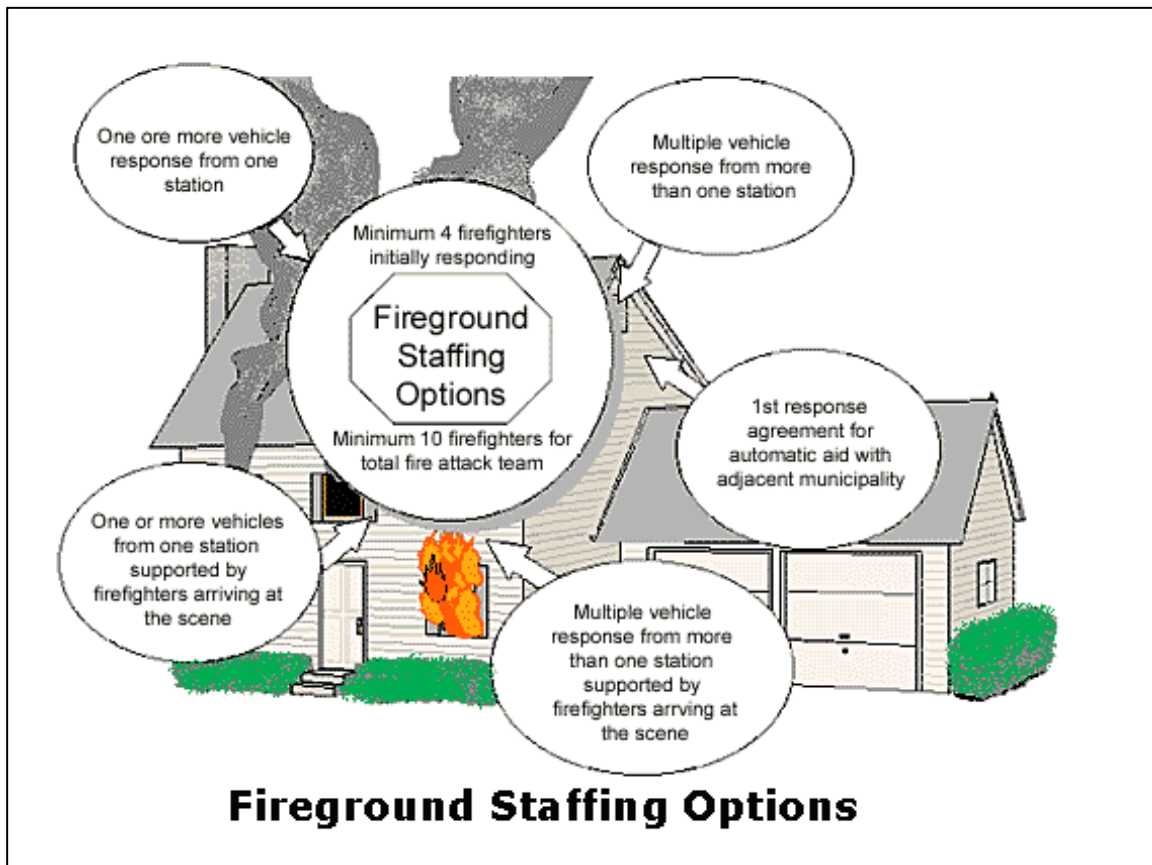 One ore more vehicle
response from one
station
Multiple vehicle
response from more
than one station
Minimum 4 firefighters
initially responding
Fireground
Staffing
Options
Minimum 10 firefighters for
total fire attack team
1st response
agreement for
automatic aid with
adjacent municipality
One or more vehicles
from one station
supported by
firefighters arriving at
the scene
Multiple vehicle
response from more
than one station
supported by
firefighters arrving at
the scene
Fireground Staffing Options